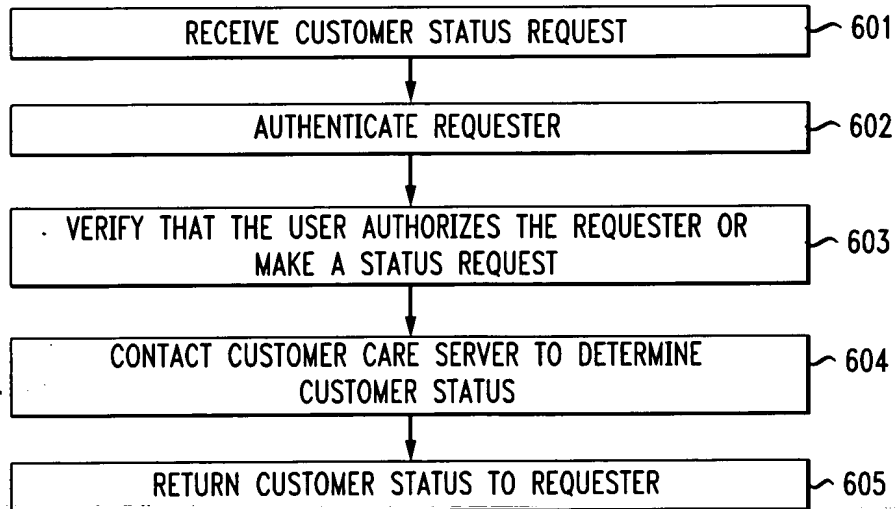 RECEIVE CUSTOMER STATUS REQUEST 601
AUTHENTICATE REQUESTER 602
VERIFY THAT THE USER AUTHORIZES THE REQUESTER OR
MAKE A STATUS REQUEST 603
CONTACT CUSTOMER CARE SERVER TO DETERMINE
CUSTOMER STATUS 604
RETURN CUSTOMER STATUS TO REQUESTER 605